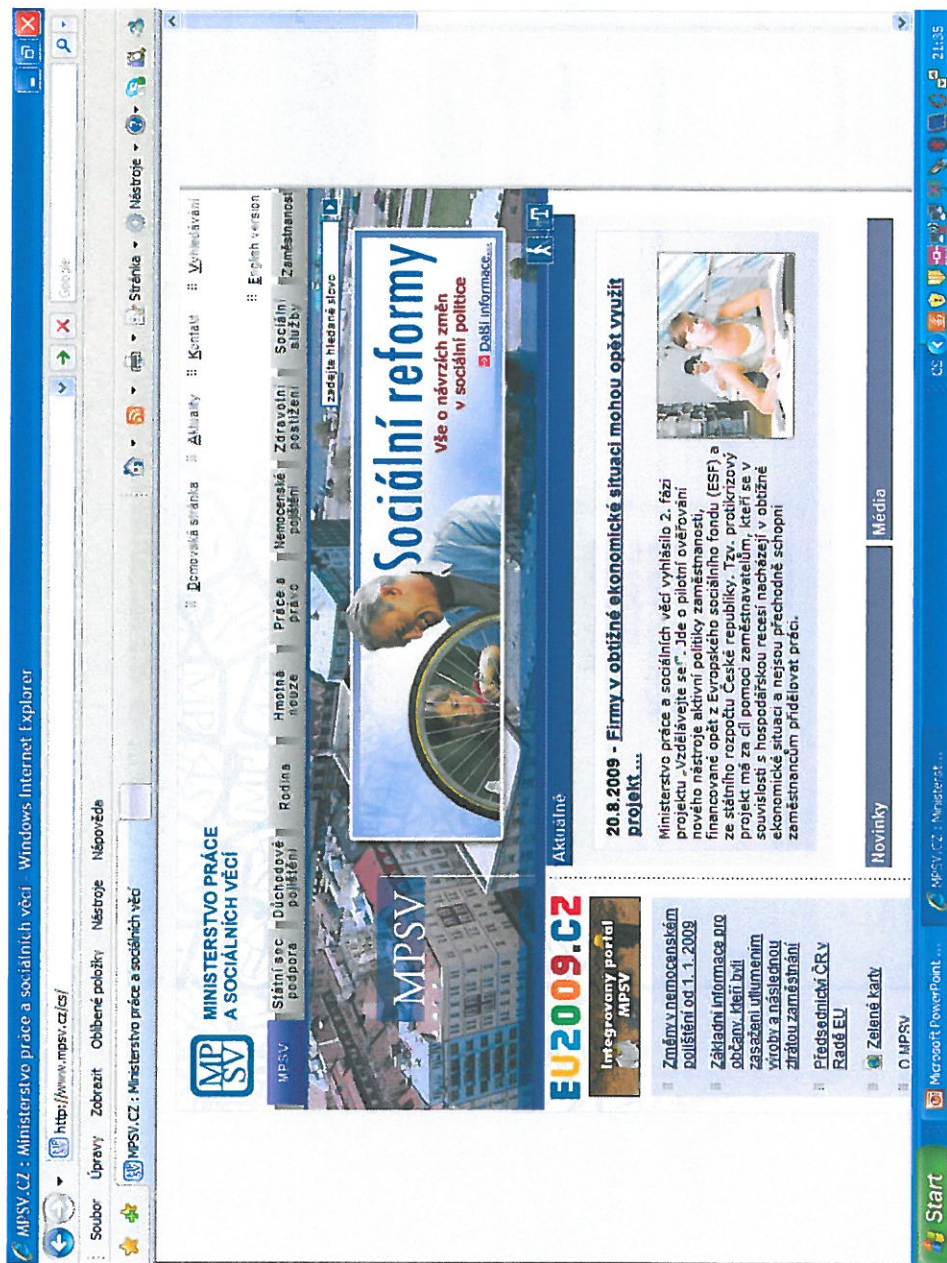 MPSV.CZ : Ministerstvo práce a sociálních věcí - Windows Internet Explorer
http://www.mpsv.cz/cs/
Google
Soubor Úpravy Zobrazit Oblíbené položky Nástroje Nápověda
MPSV.CZ : Ministerstvo práce a sociálních věcí
Stránka Nástroje
Domovská stránka Aktuality Kontakt Vyhledávání
English version
MP
SV
MINISTERSTVO PRÁCE
A SOCIÁLNÍCH VĚCÍ
MPSV
Státní soc
podpora
Důchodové
pojištění
Rodina
Hmotná
nouze
Práce a
právo
Nemocenské
pojištění
Zdravotní
postižení
Sociální
služby
Zaměstnanost
zadejte hledané slovo
MPSV
Sociální reformy
Vše o návrzích změn
v sociální politice
Další informace...
EU2009.CZ
Integrovaný portál
MPSV
Změny v nemocenském
pojištění od 1.1.2009
Základní informace pro
občany, kteří byli
zasaženi utlumením
výroby a následnou
ztrátou zaměstnání
Předsednictví ČR v
Radě EU
Zelené karty
O MPSV
Aktuálně
20.8.2009 - Firmy v obtížné ekonomické situaci mohou opět využít
projekt ...
Ministerstvo práce a sociálních věcí vyhlásilo 2. fázi
projektu „Vzdělávejte se!“. Jde o pilotní ověřování
nového nástroje aktivní politiky zaměstnanosti,
financované opět z Evropského sociálního fondu (ESF) a
ze státního rozpočtu České republiky. Tzv. protikrizový
projekt má za cíl pomoci zaměstnavatelům, kteří se v
souvislosti s hospodářskou recesí nacházejí v obtížné
ekonomické situaci a nejsou přechodně schopni
zaměstnancům přidělovat práci.
Novinky
Média
Start
Microsoft PowerPoint...
MPSV.CZ : Ministerst...
CS
21:35